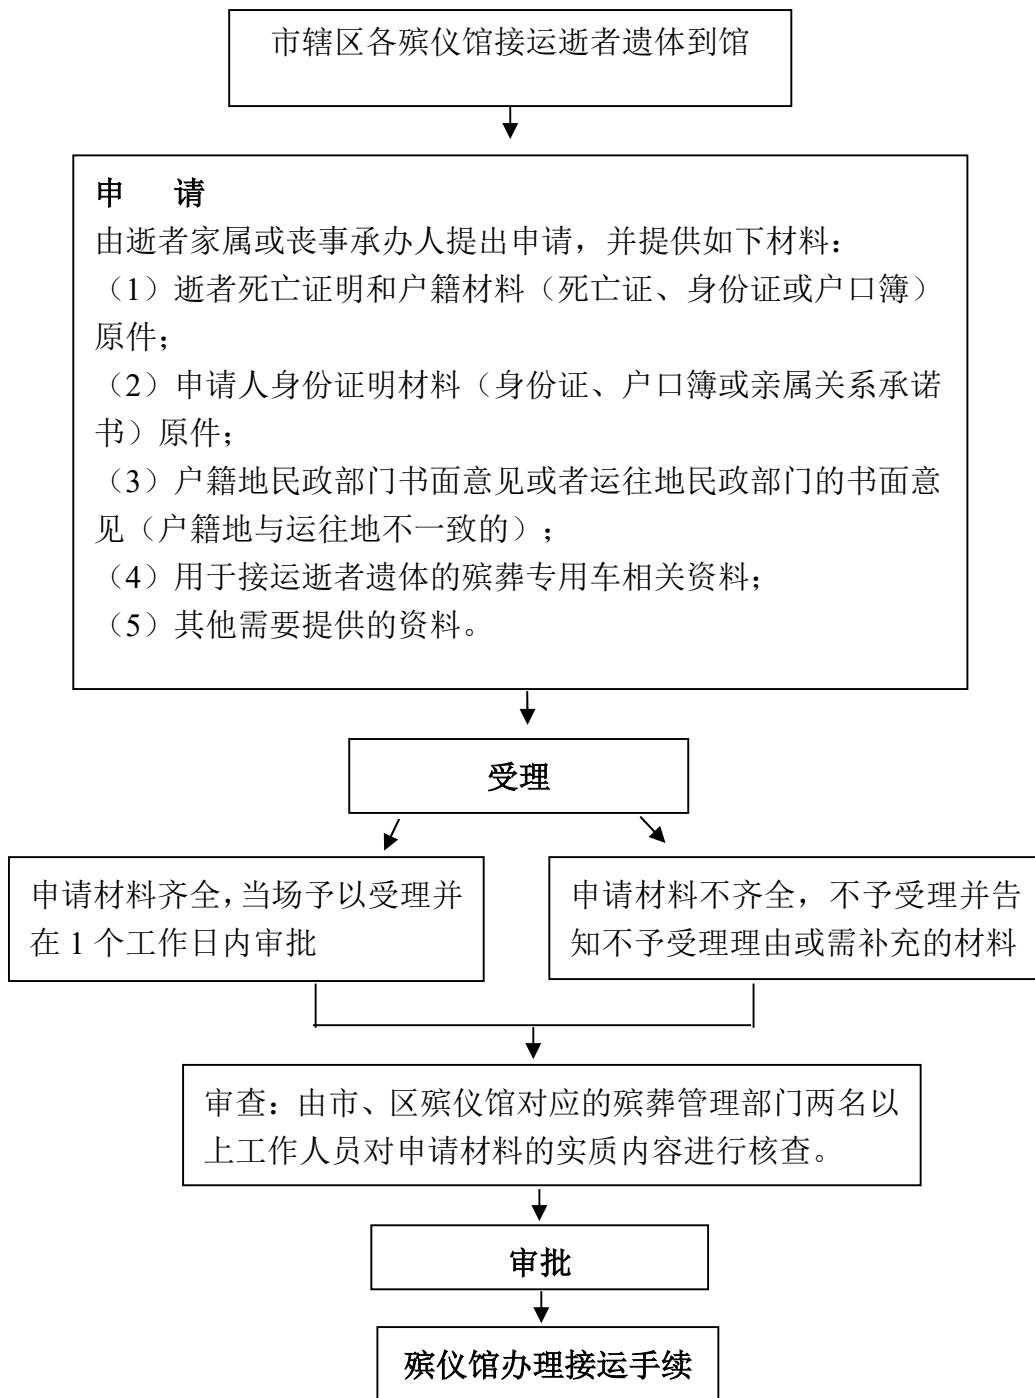 市辖区各殡仪馆接运逝者遗体到馆
申 请
由逝者家属或丧事承办人提出申请，并提供如下材料：
（1）逝者死亡证明和户籍材料（死亡证、身份证或户口簿）
原件；
（2）申请人身份证明材料（身份证、户口簿或亲属关系承诺
书）原件；
（3）户籍地民政部门书面意见或者运往地民政部门的书面意
见（户籍地与运往地不一致的）；
（4）用于接运逝者遗体的殡葬专用车相关资料；
（5）其他需要提供的资料。
受理
申请材料齐全，当场予以受理并
在 1 个工作日内审批
申请材料不齐全，不予受理并告
知不予受理理由或需补充的材料
审查：由市、区殡仪馆对应的殡葬管理部门两名以
上工作人员对申请材料的实质内容进行核查。
审批
殡仪馆办理接运手续